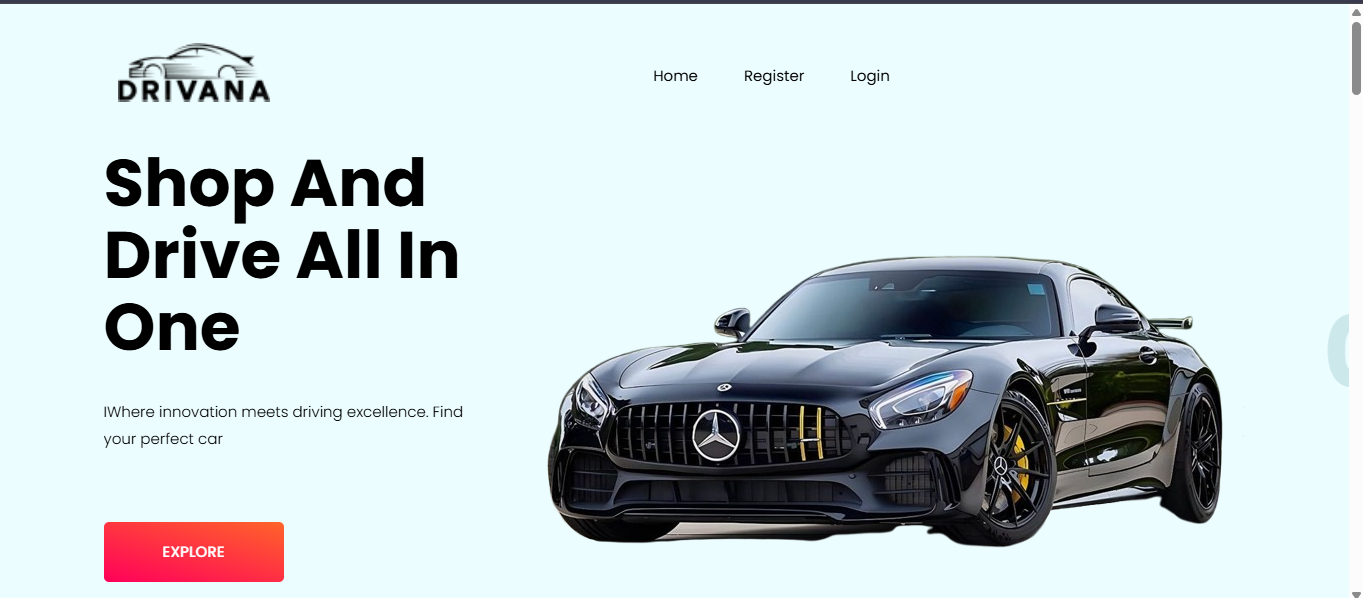 DRIVANA
Home Register Login
Shop And
Drive All In
One
IWhere innovation meets driving excellence. Find
your perfect car
EXPLORE